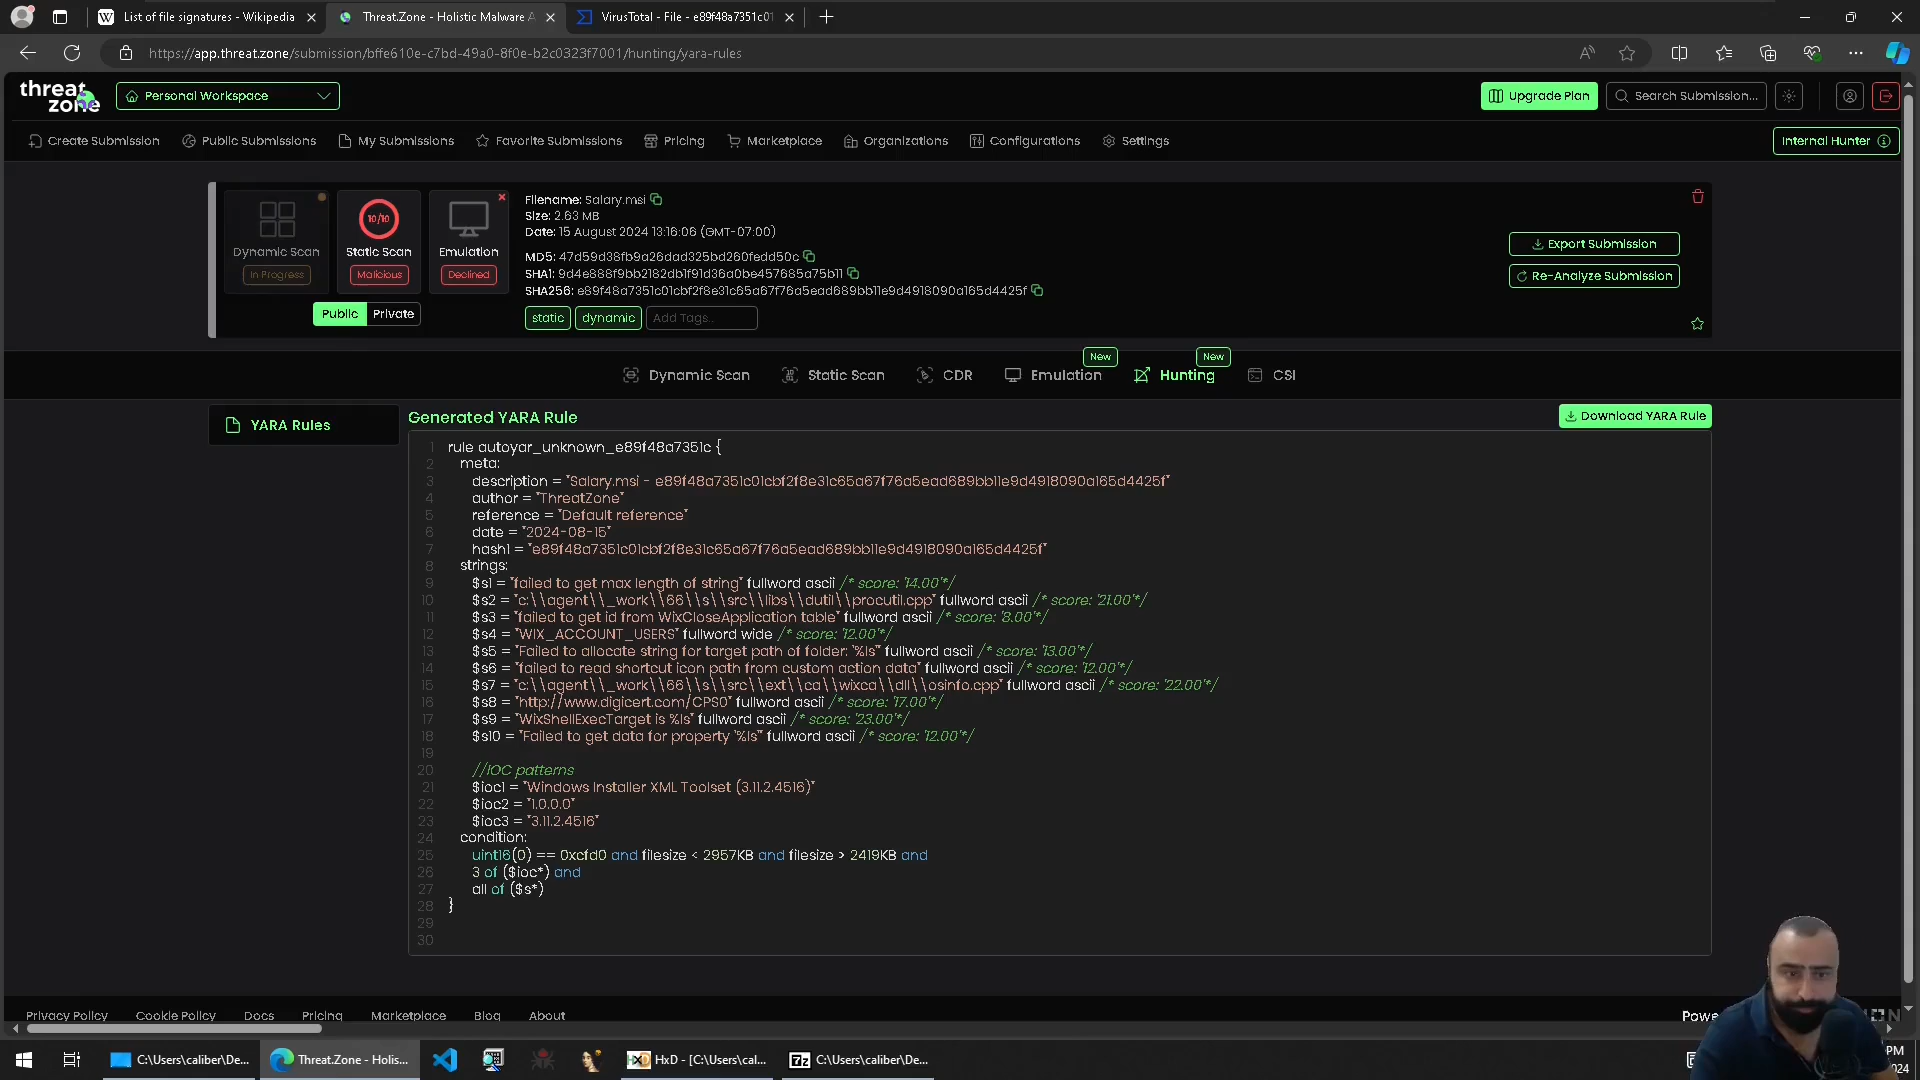 List of file signatures - Wikipedia
Threat.Zone - Holistic Malware A
VirusTotal - File - e89f48a7351c01
https://app.threat.zone/submission/bffe610e-c7bd-49a0-8f0e-b2c0323f7001/hunting/yara-rules
threat zone
Personal Workspace
Upgrade Plan
Search Submission...
Create Submission
Public Submissions
My Submissions
Favorite Submissions
Pricing
Marketplace
Organizations
Configurations
Settings
Internal Hunter
Dynamic Scan
In Progress
10/10
Static Scan
Malicious
Emulation
Declined
Public
Private
Filename: Salary.msi
Size: 2.63 MB
Date: 15 August 2024 13:16:06 (GMT-07:00)
MD5: 47d59d38fb9a26dad325bd260fedd50c
SHA1: 9d4e888f9bb2182db1f91d36a0be457685a75b11
SHA256: e89f48a7351c01cbf2f8e31c65a67f76a5ead689bb11e9d4918090a165d4425f
static
dynamic
Add Tags..
Export Submission
Re-Analyze Submission
Dynamic Scan
Static Scan
CDR
Emulation
New
Hunting
New
CSI
YARA Rules
Generated YARA Rule
Download YARA Rule
1 rule autoyar_unknown_e89f48a7351c {
2 meta:
3 description = "Salary.msi - e89f48a7351c01cbf2f8e31c65a67f76a5ead689bb11e9d4918090a165d4425f"
4 author = "ThreatZone"
5 reference = "Default reference"
6 date = "2024-08-15"
7 hash1 = "e89f48a7351c01cbf2f8e31c65a67f76a5ead689bb11e9d4918090a165d4425f"
8 strings:
9 $s1 = "failed to get max length of string" fullword ascii /* score: '14.00'*/
10 $s2 = "c:\\agent\\_work\\66\\s\\src\\libs\\dutil\\procutil.cpp" fullword ascii /* score: '21.00'*/
11 $s3 = "failed to get id from WixCloseApplication table" fullword ascii /* score: '8.00'*/
12 $s4 = "WIX_ACCOUNT_USERS" fullword wide /* score: '12.00'*/
13 $s5 = "Failed to allocate string for target path of folder: '%ls'" fullword ascii /* score: '13.00'*/
14 $s6 = "failed to read shortcut icon path from custom action data" fullword ascii /* score: '12.00'*/
15 $s7 = "c:\\agent\\_work\\66\\s\\src\\ext\\ca\\wixca\\dll\\osinfo.cpp" fullword ascii /* score: '22.00'*/
16 $s8 = "http://www.digicert.com/CPS0" fullword ascii /* score: '17.00'*/
17 $s9 = "WixShellExecTarget is %ls" fullword ascii /* score: '23.00'*/
18 $s10 = "Failed to get data for property '%ls'" fullword ascii /* score: '12.00'*/
19
20 //IOC patterns
21 $ioc1 = "Windows Installer XML Toolset (3.11.2.4516)"
22 $ioc2 = "1.0.0.0"
23 $ioc3 = "3.11.2.4516"
24 condition:
25 uint16(0) == 0xcfd0 and filesize < 2957KB and filesize > 2419KB and
26 3 of ($ioc*) and
27 all of ($s*)
28 }
29
30
Privacy Policy
Cookie Policy
Docs
Pricing
Marketplace
Blog
About
C:\Users\caliber\De...
Threat.Zone - Holis...
HxD - [C:\Users\cal...
C:\Users\caliber\De...